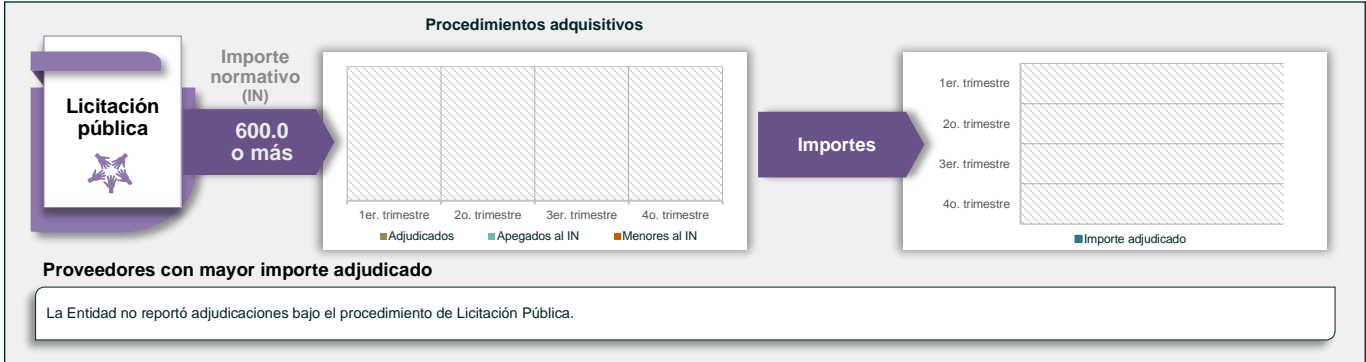 Procedimientos adquisitivos
Licitación
pública
Importe
normativo
(IN)
600.0
o más
1er. trimestre
2o. trimestre
3er. trimestre
4o. trimestre
Adjudicados
Apegados al IN
Menores al IN
Importes
1er. trimestre
2o. trimestre
3er. trimestre
4o. trimestre
Importe adjudicado
Proveedores con mayor importe adjudicado
La Entidad no reportó adjudicaciones bajo el procedimiento de Licitación Pública.